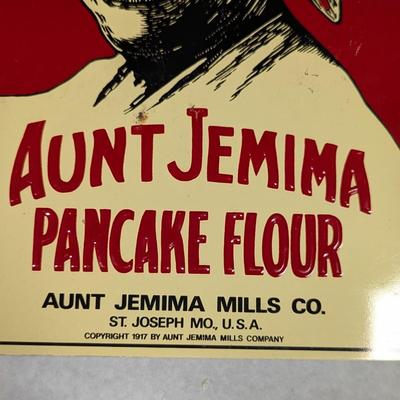 AUNT JEMIMA
PANCAKE FLOUR
AUNT JEMIMA MILLS CO.
ST. JOSEPH MO., U.S.A.
COPYRIGHT 1917 BY AUNT JEMIMA MILLS COMPANY